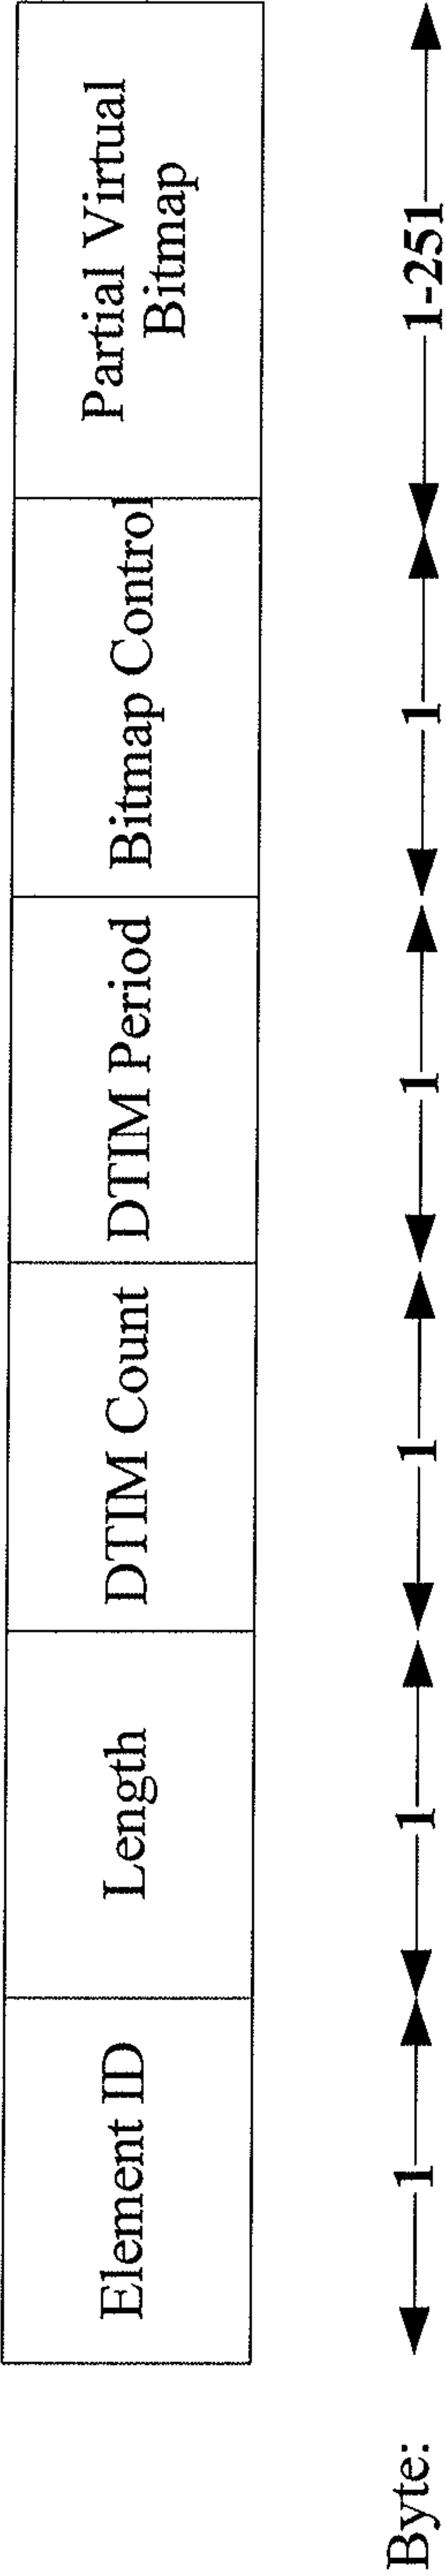 Element ID
Length
DTIM Count
DTIM Period
Bitmap Control
Partial Virtual
Bitmap
Byte:
1
1
1
1
1
1-251